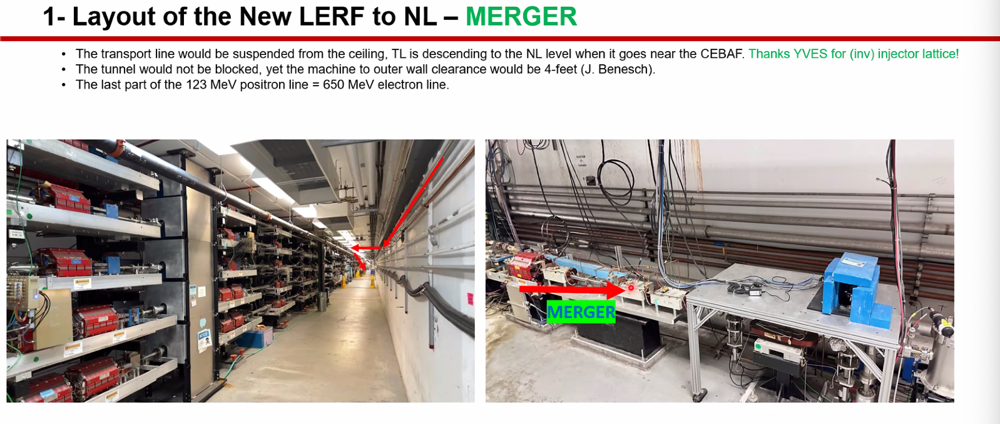 1- Layout of the New LERF to NL – MERGER
• The transport line would be suspended from the ceiling, TL is descending to the NL level when it goes near the CEBAF. Thanks YVES for (inv) injector lattice!
• The tunnel would not be blocked, yet the machine to outer wall clearance would be 4-feet (J. Benesch).
• The last part of the 123 MeV positron line = 650 MeV electron line.
NOTICE
MERGER